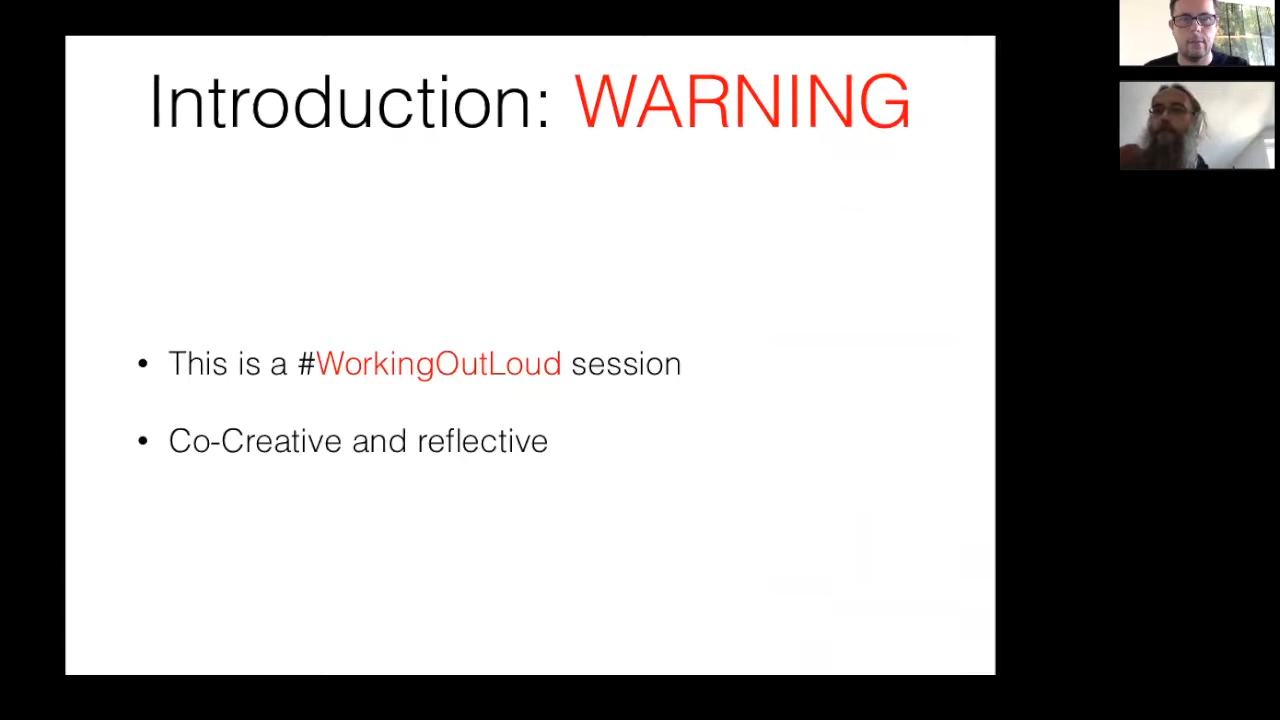 Introduction: WARNING
• This is a #WorkingOutLoud session
• Co-Creative and reflective